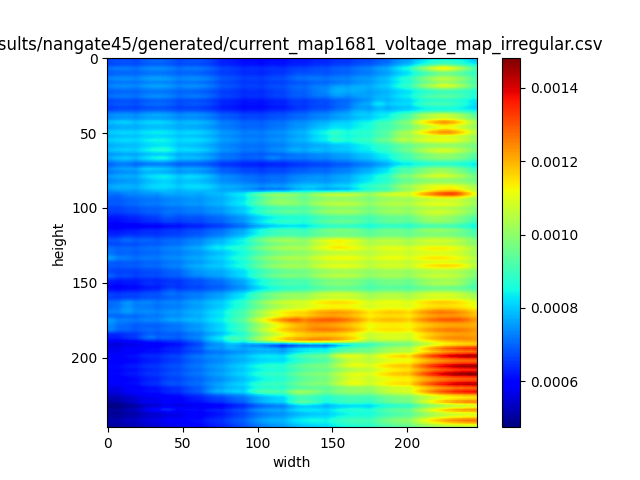 sults/nangate45/generated/current_map1681_voltage_map_irregular.csv
0
50
100
150
200
height
0 50 100 150 200
width
0.0014
0.0012
0.0010
0.0008
0.0006